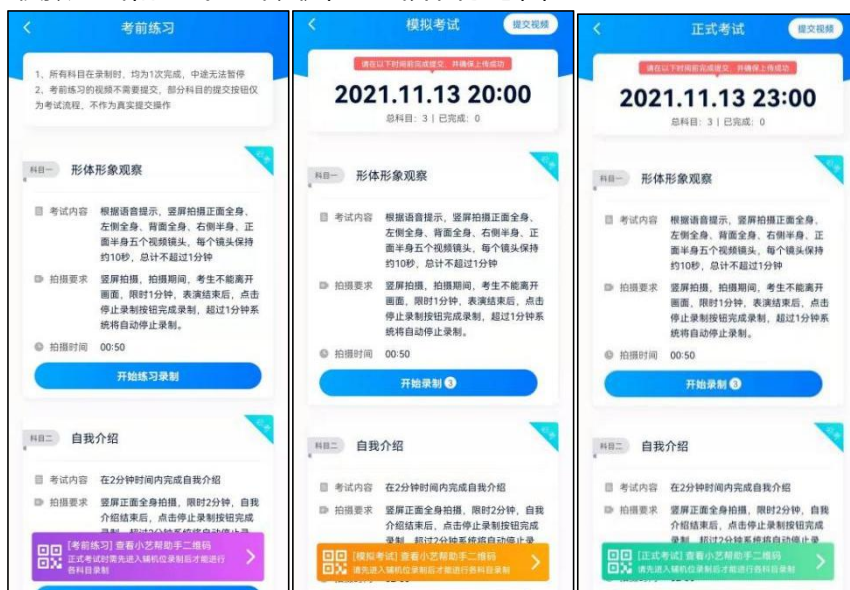 考前练习
1、所有科目在录制时，均为1次完成，中途无法暂停
2、考前练习的视频不需要提交，部分科目的提交按钮仅
为考试流程，不作为真实提交操作
必考
科目一 形体形象观察
考试内容 根据语音提示，竖屏拍摄正面全身、
左侧全身、背面全身、右侧半身、正
面半身五个视频镜头，每个镜头保持
约10秒，总计不超过1分钟
拍摄要求 竖屏拍摄，拍摄期间，考生不能离开
画面，限时1分钟，表演结束后，点击
停止录制按钮完成录制，超过1分钟系
统将自动停止录制。
拍摄时间 00:50
开始练习录制
必考
科目二 自我介绍
考试内容 在2分钟时间内完成自我介绍
拍摄要求 竖屏正面全身拍摄，限时2分钟，自我
介绍结束后，点击停止录制按钮完成
[考前练习] 查看小艺帮助手二维码
正式考试时需先进入辅机位录制后才能进行
各科目录制
模拟考试
提交视频
请在以下时间前完成提交，并确保上传成功
2021.11.13 20:00
总科目：3 | 已完成：0
必考
科目一 形体形象观察
考试内容 根据语音提示，竖屏拍摄正面全身、
左侧全身、背面全身、右侧半身、正
面半身五个视频镜头，每个镜头保持
约10秒，总计不超过1分钟
拍摄要求 竖屏拍摄，拍摄期间，考生不能离开
画面，限时1分钟，表演结束后，点击
停止录制按钮完成录制，超过1分钟系
统将自动停止录制。
拍摄时间 00:50
开始录制 3
必考
科目二 自我介绍
考试内容 在2分钟时间内完成自我介绍
拍摄要求 竖屏正面全身拍摄，限时2分钟，自我
介绍结束后，点击停止录制按钮完成
[模拟考试] 查看小艺帮助手二维码
请先进入辅机位录制后才能进行各科目录制
正式考试
提交视频
请在以下时间前完成提交，并确保上传成功
2021.11.13 23:00
总科目：3 | 已完成：0
必考
科目一 形体形象观察
考试内容 根据语音提示，竖屏拍摄正面全身、
左侧全身、背面全身、右侧半身、正
面半身五个视频镜头，每个镜头保持
约10秒，总计不超过1分钟
拍摄要求 竖屏拍摄，拍摄期间，考生不能离开
画面，限时1分钟，表演结束后，点击
停止录制按钮完成录制，超过1分钟系
统将自动停止录制。
拍摄时间 00:50
开始录制 3
必考
科目二 自我介绍
考试内容 在2分钟时间内完成自我介绍
拍摄要求 竖屏正面全身拍摄，限时2分钟，自我
介绍结束后，点击停止录制按钮完成
[正式考试] 查看小艺帮助手二维码
请先进入辅机位录制后才能进行各科目录制